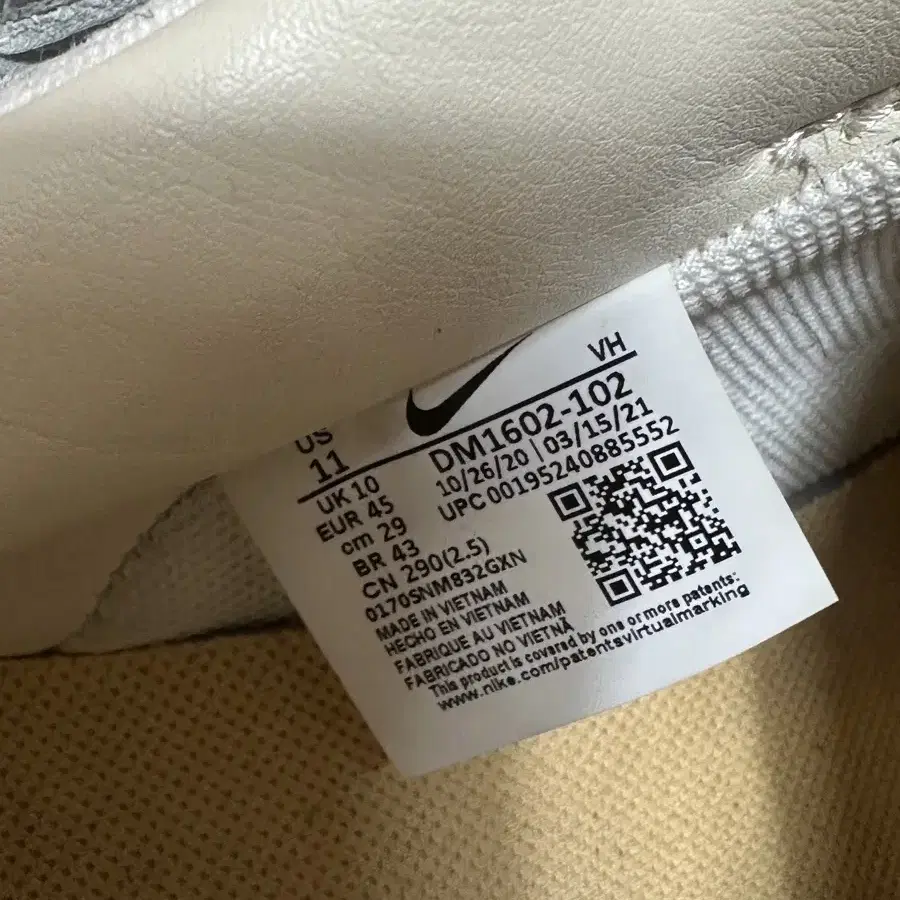 VH
US
11
DM1602-102
10/26/20 | 03/15/21
UPC 00195240885552
UK 10
EUR 45
cm 29
BR 43
CN 290(2.5)
0170SNM832GXN
MADE IN VIETNAM
HECHO EN VIETNAM
FABRIQUE AU VIETNAM
FABRICADO NO VIETNÃ
This product is covered by one or more patents:
www.nike.com/patentsvirtualmarking